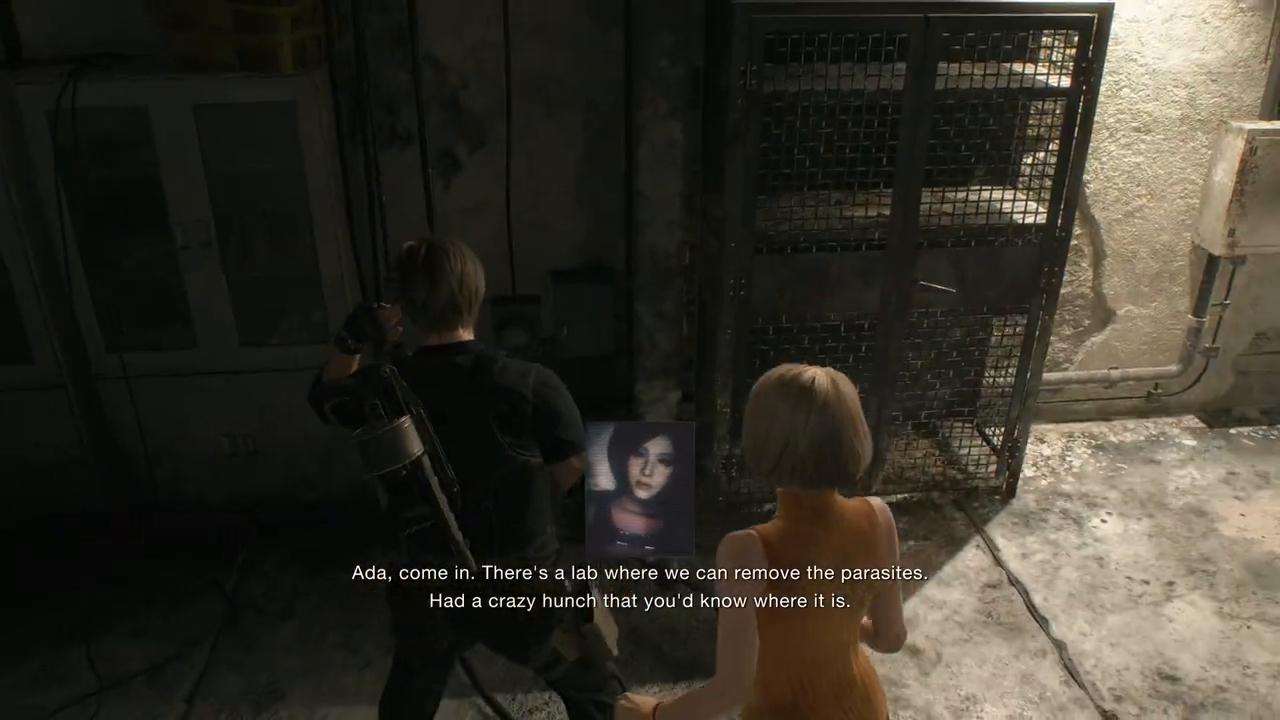 Ada, come in. There's a lab where we can remove the parasites.
Had a crazy hunch that you'd know where it is.